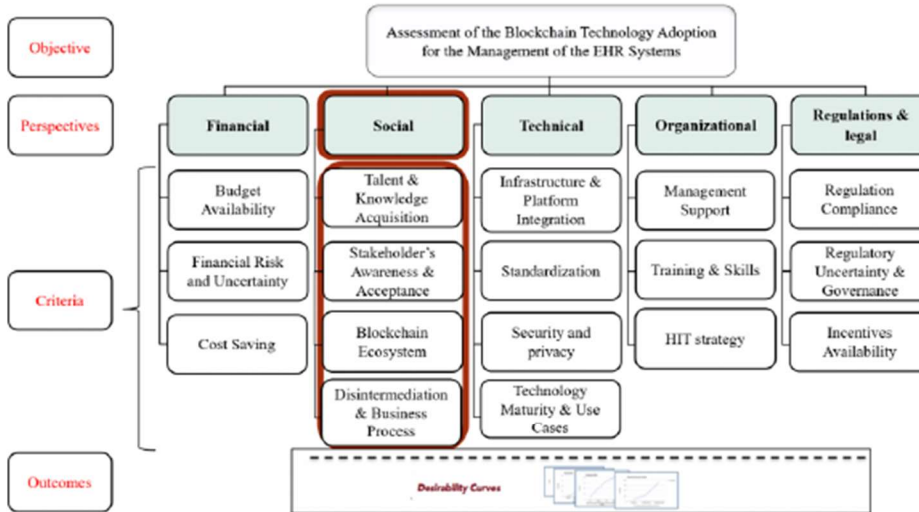 Objective
Assessment of the Blockchain Technology Adoption
for the Management of the EHR Systems
Perspectives
Financial
Social
Technical
Organizational
Regulations &
legal
Criteria
Budget
Availability
Financial Risk
and Uncertainty
Cost Saving
Talent &
Knowledge
Acquisition
Stakeholder's
Awareness &
Acceptance
Blockchain
Ecosystem
Disintermediation
& Business
Process
Infrastructure &
Platform
Integration
Standardization
Security and
privacy
Technology
Maturity & Use
Cases
Management
Support
Training & Skills
HIT strategy
Regulation
Compliance
Regulatory
Uncertainty &
Governance
Incentives
Availability
Outcomes
Desirability Curves